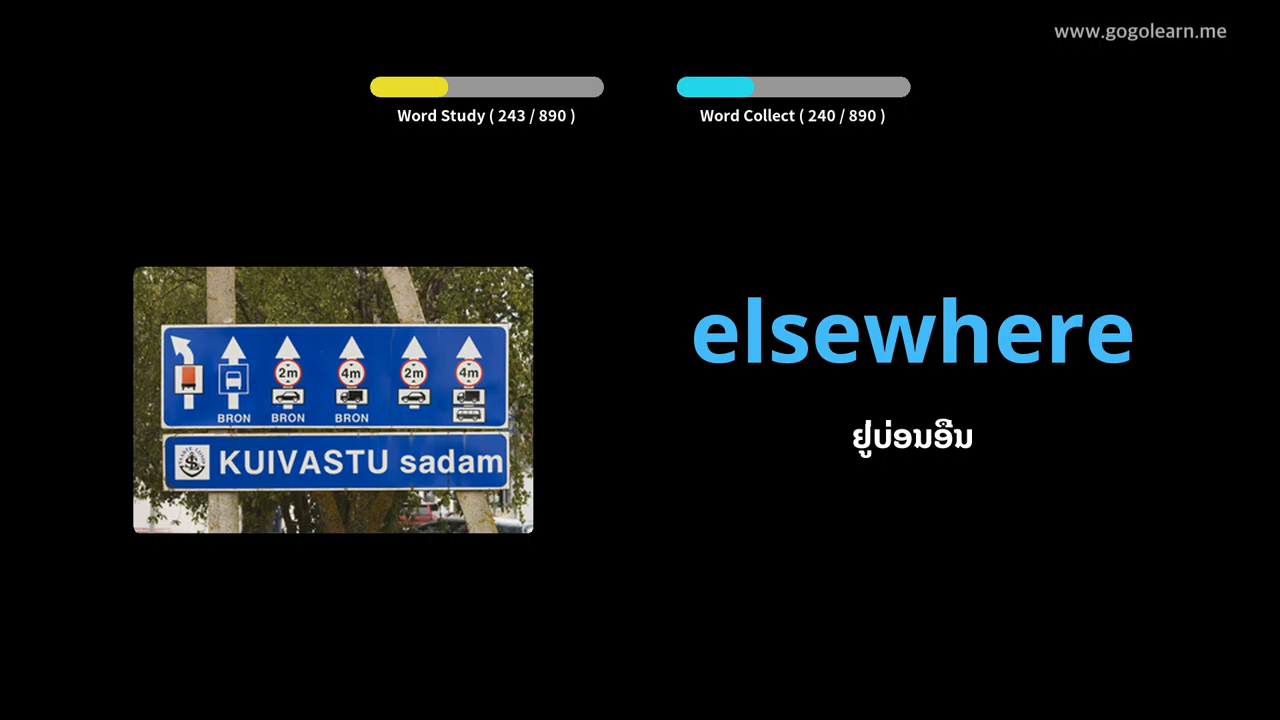 www.gogolearn.me
Word Study ( 243 / 890 )
Word Collect ( 240 / 890 )
elsewhere
ຢູ່ບ່ອນອື່ນ
2m 4m 2m 4m
BRON BRON BRON
KUIVASTU sadam